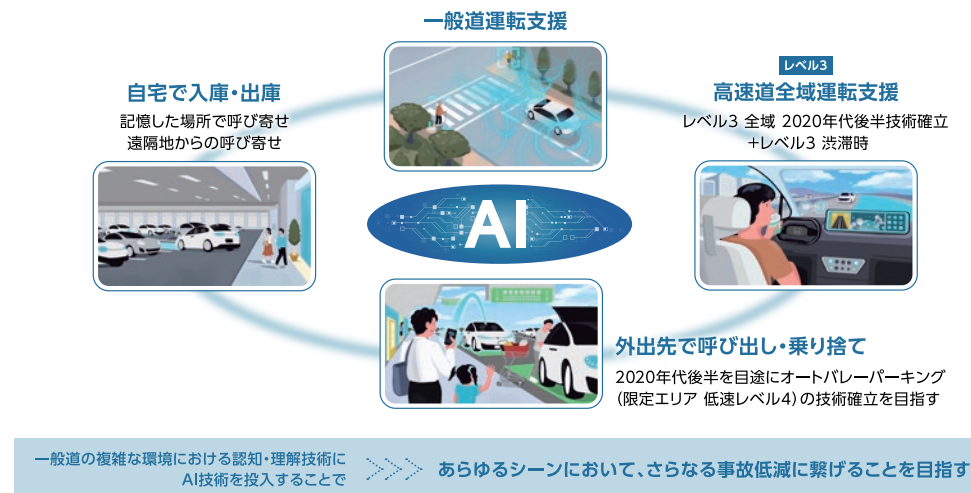 一般道運転支援
自宅で入庫・出庫
記憶した場所で呼び寄せ
遠隔地からの呼び寄せ
レベル3
高速道全域運転支援
レベル3 全域 2020年代後半技術確立
+レベル3 渋滞時
AI
外出先で呼び出し・乗り捨て
2020年代後半を目途にオートバレーパーキング
(限定エリア 低速レベル4)の技術確立を目指す
一般道の複雑な環境における認知・理解技術に
AI技術を投入することで
あらゆるシーンにおいて、さらなる事故低減に繋げることを目指す